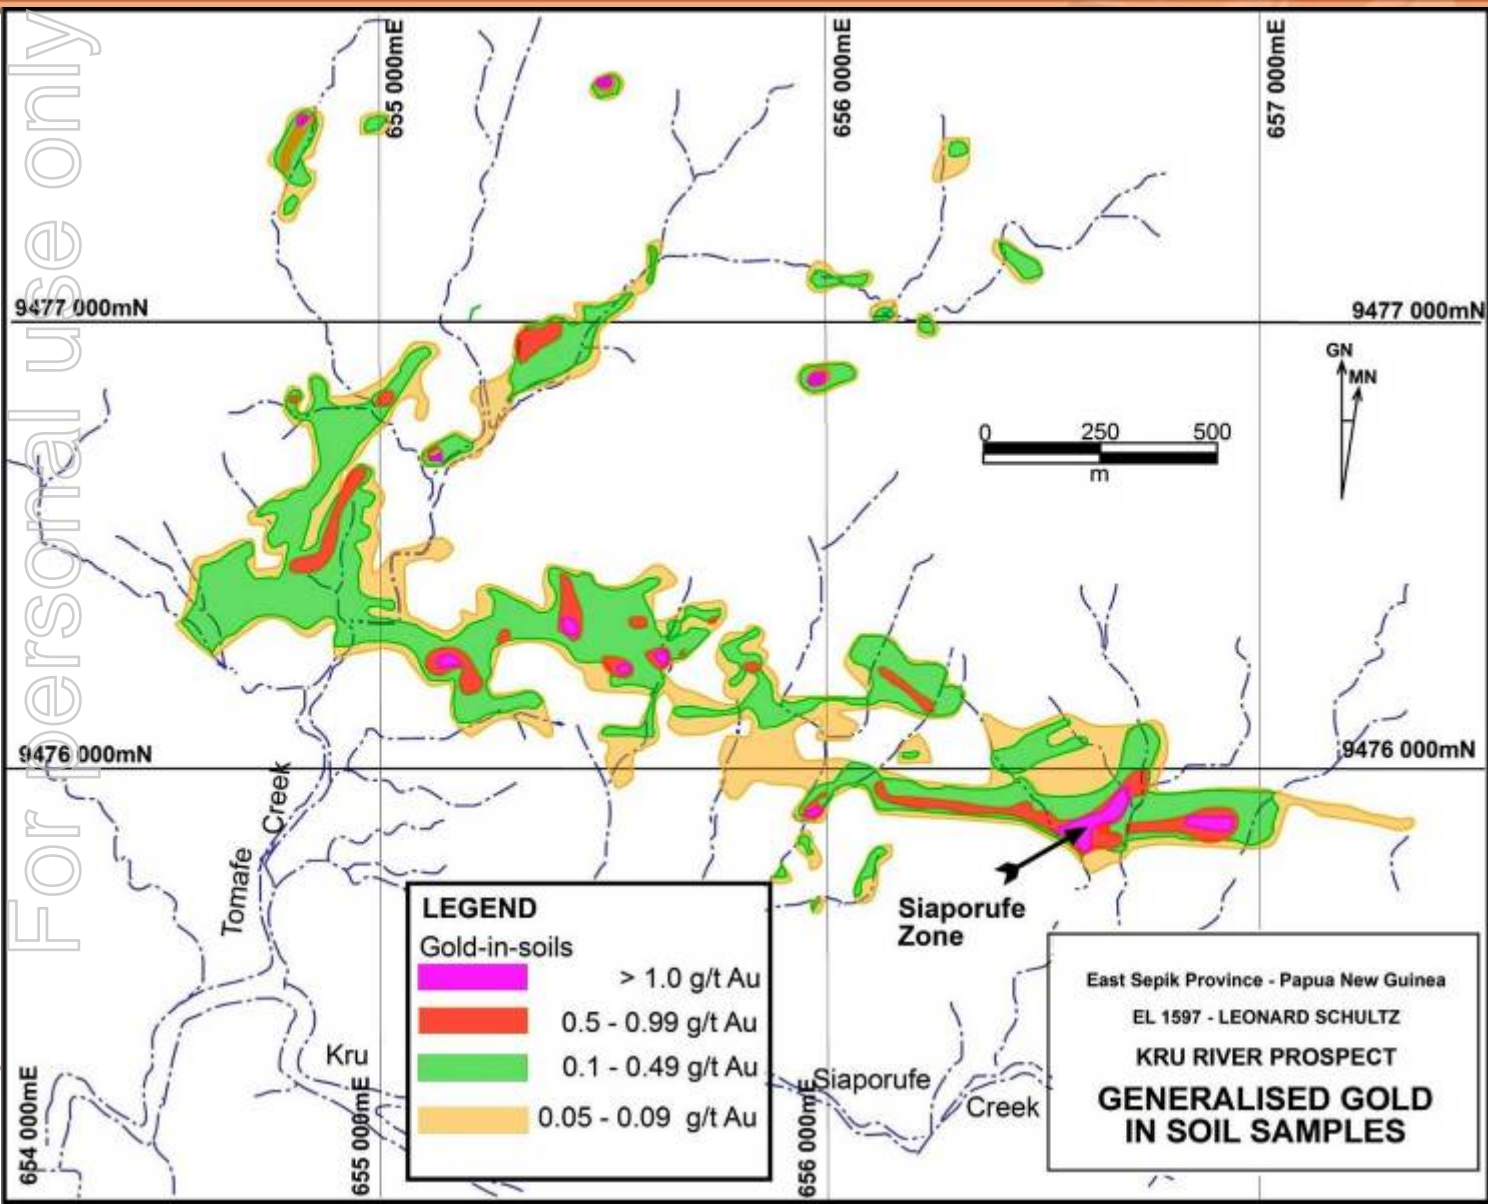 For personal use only
655 000mE
656 000mE
657 000mE
9477 000mN
9477 000mN
GN
MN
0 250 500
m
9476 000mN
9476 000mN
Tomafe Creek
Siaporufe
Zone
LEGEND
Gold-in-soils
> 1.0 g/t Au
0.5 - 0.99 g/t Au
0.1 - 0.49 g/t Au
0.05 - 0.09 g/t Au
Kru
Siaporufe
Creek
654 000mE
655 000mE
656 000mE
East Sepik Province - Papua New Guinea
EL 1597 - LEONARD SCHULTZ
KRU RIVER PROSPECT
GENERALISED GOLD
IN SOIL SAMPLES